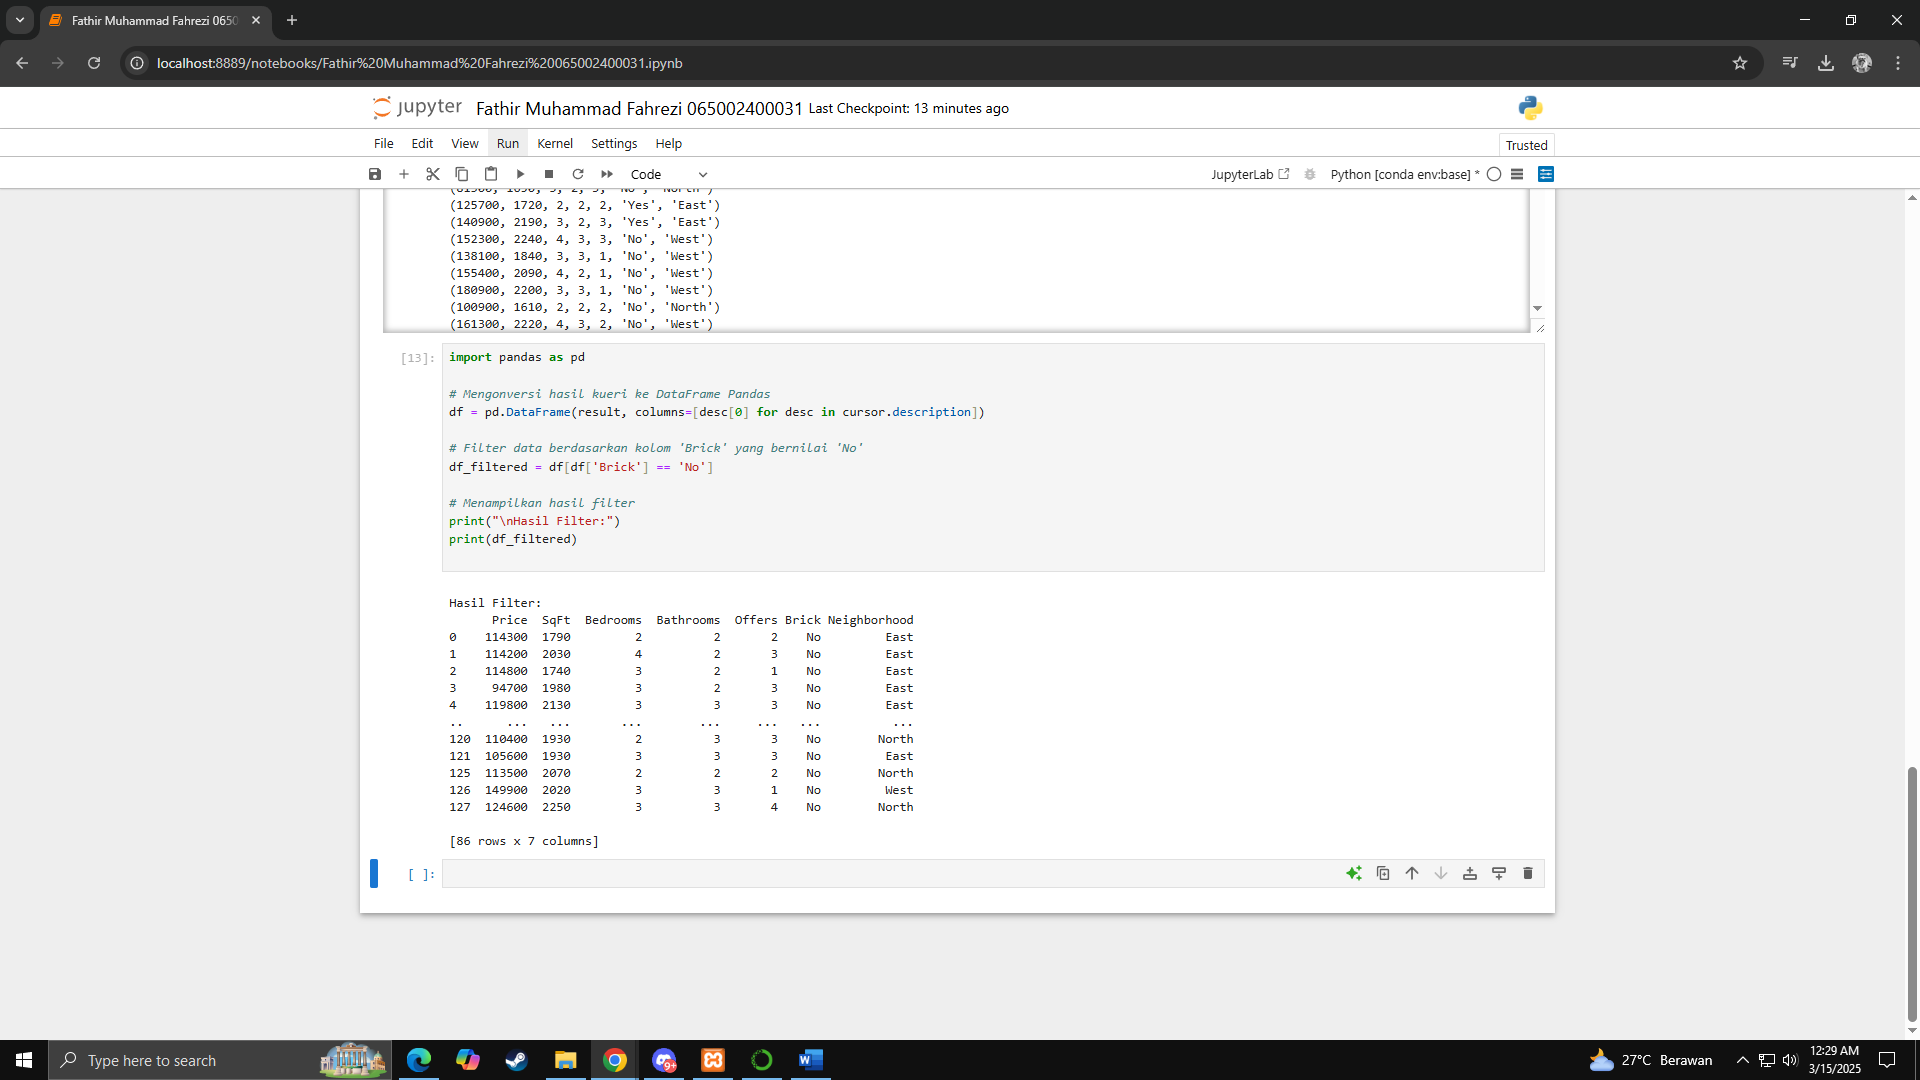 Fathir Muhammad Fahrezi 0650
localhost:8889/notebooks/Fathir%20Muhammad%20Fahrezi%20065002400031.ipynb
jupyter Fathir Muhammad Fahrezi 065002400031 Last Checkpoint: 13 minutes ago
File Edit View Run Kernel Settings Help
Trusted
Code
JupyterLab
Python [conda env:base] *
(125700, 1720, 2, 2, 2, 'Yes', 'East')
(140900, 2190, 3, 2, 3, 'Yes', 'East')
(152300, 2240, 4, 3, 3, 'No', 'West')
(138100, 1840, 3, 3, 1, 'No', 'West')
(155400, 2090, 4, 2, 1, 'No', 'West')
(180900, 2200, 3, 3, 1, 'No', 'West')
(100900, 1610, 2, 2, 2, 'No', 'North')
(161300, 2220, 4, 3, 2, 'No', 'West')
[13]:
import pandas as pd
# Mengonversi hasil kueri ke DataFrame Pandas
df = pd.DataFrame(result, columns=[desc[0] for desc in cursor.description])
# Filter data berdasarkan kolom 'Brick' yang bernilai 'No'
df_filtered = df[df['Brick'] == 'No']
# Menampilkan hasil filter
print("\nHasil Filter:")
print(df_filtered)
Hasil Filter:
Price SqFt Bedrooms Bathrooms Offers Brick Neighborhood
0 114300 1790 2 2 2 No East
1 114200 2030 4 2 3 No East
2 114800 1740 3 2 1 No East
3 94700 1980 3 2 3 No East
4 119800 2130 3 3 3 No East
.. ... ... ... ... ... ... ...
120 110400 1930 2 3 3 No North
121 105600 1930 3 3 3 No East
125 113500 2070 2 2 2 No North
126 149900 2020 3 3 1 No West
127 124600 2250 3 3 4 No North
[86 rows x 7 columns]
[ ]:
Type here to search
9+
27°C Berawan
12:29 AM
3/15/2025